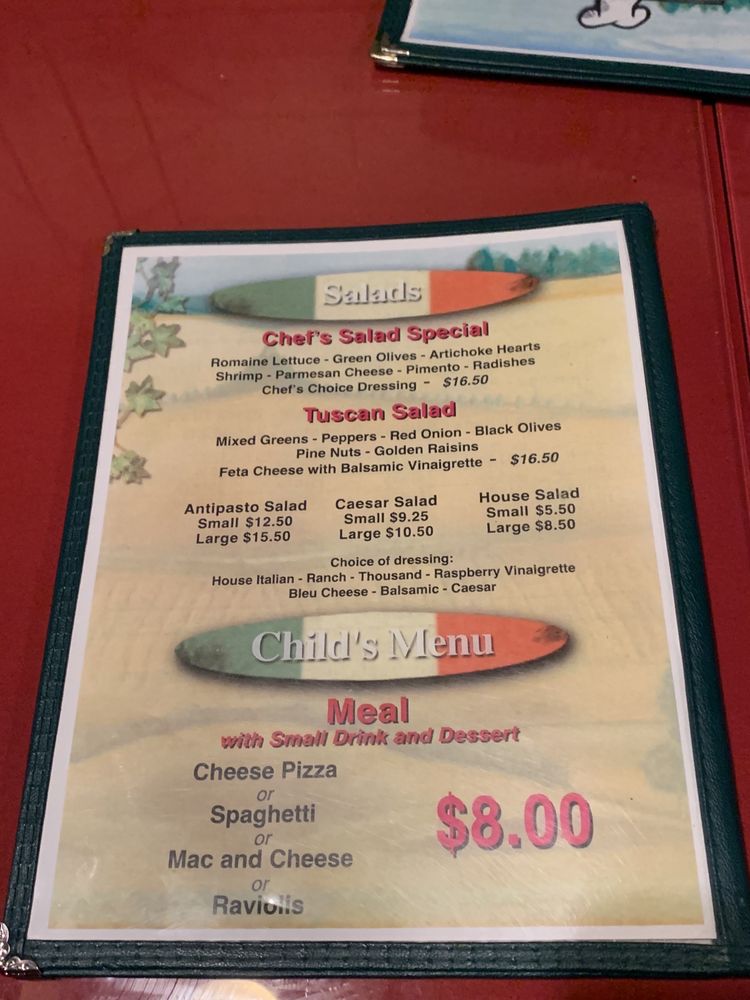 Salads
Chef's Salad Special
Romaine Lettuce - Green Olives - Artichoke Hearts
Shrimp - Parmesan Cheese - Pimento - Radishes
Chef's Choice Dressing - $16.50
Tuscan Salad
Mixed Greens - Peppers - Red Onion - Black Olives
Pine Nuts - Golden Raisins
Feta Cheese with Balsamic Vinaigrette - $16.50
Antipasto Salad
Small $12.50
Large $15.50
Caesar Salad
Small $9.25
Large $10.50
House Salad
Small $5.50
Large $8.50
Choice of dressing:
House Italian - Ranch - Thousand - Raspberry Vinaigrette
Bleu Cheese - Balsamic - Caesar
Child's Menu
Meal
with Small Drink and Dessert
Cheese Pizza
or
Spaghetti
or
Mac and Cheese
or
Raviolis
$8.00